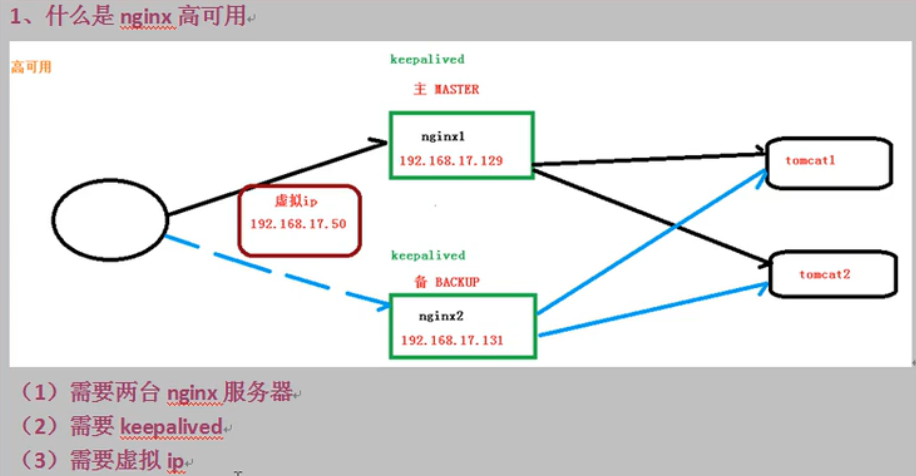 1、什么是 nginx 高可用
高可用
keepalived
主 MASTER
nginx1
192.168.17.129
虚拟ip
192.168.17.50
tomcat1
keepalived
备 BACKUP
nginx2
192.168.17.131
tomcat2
（1）需要两台 nginx 服务器
（2）需要 keepalived
（3）需要虚拟 ip